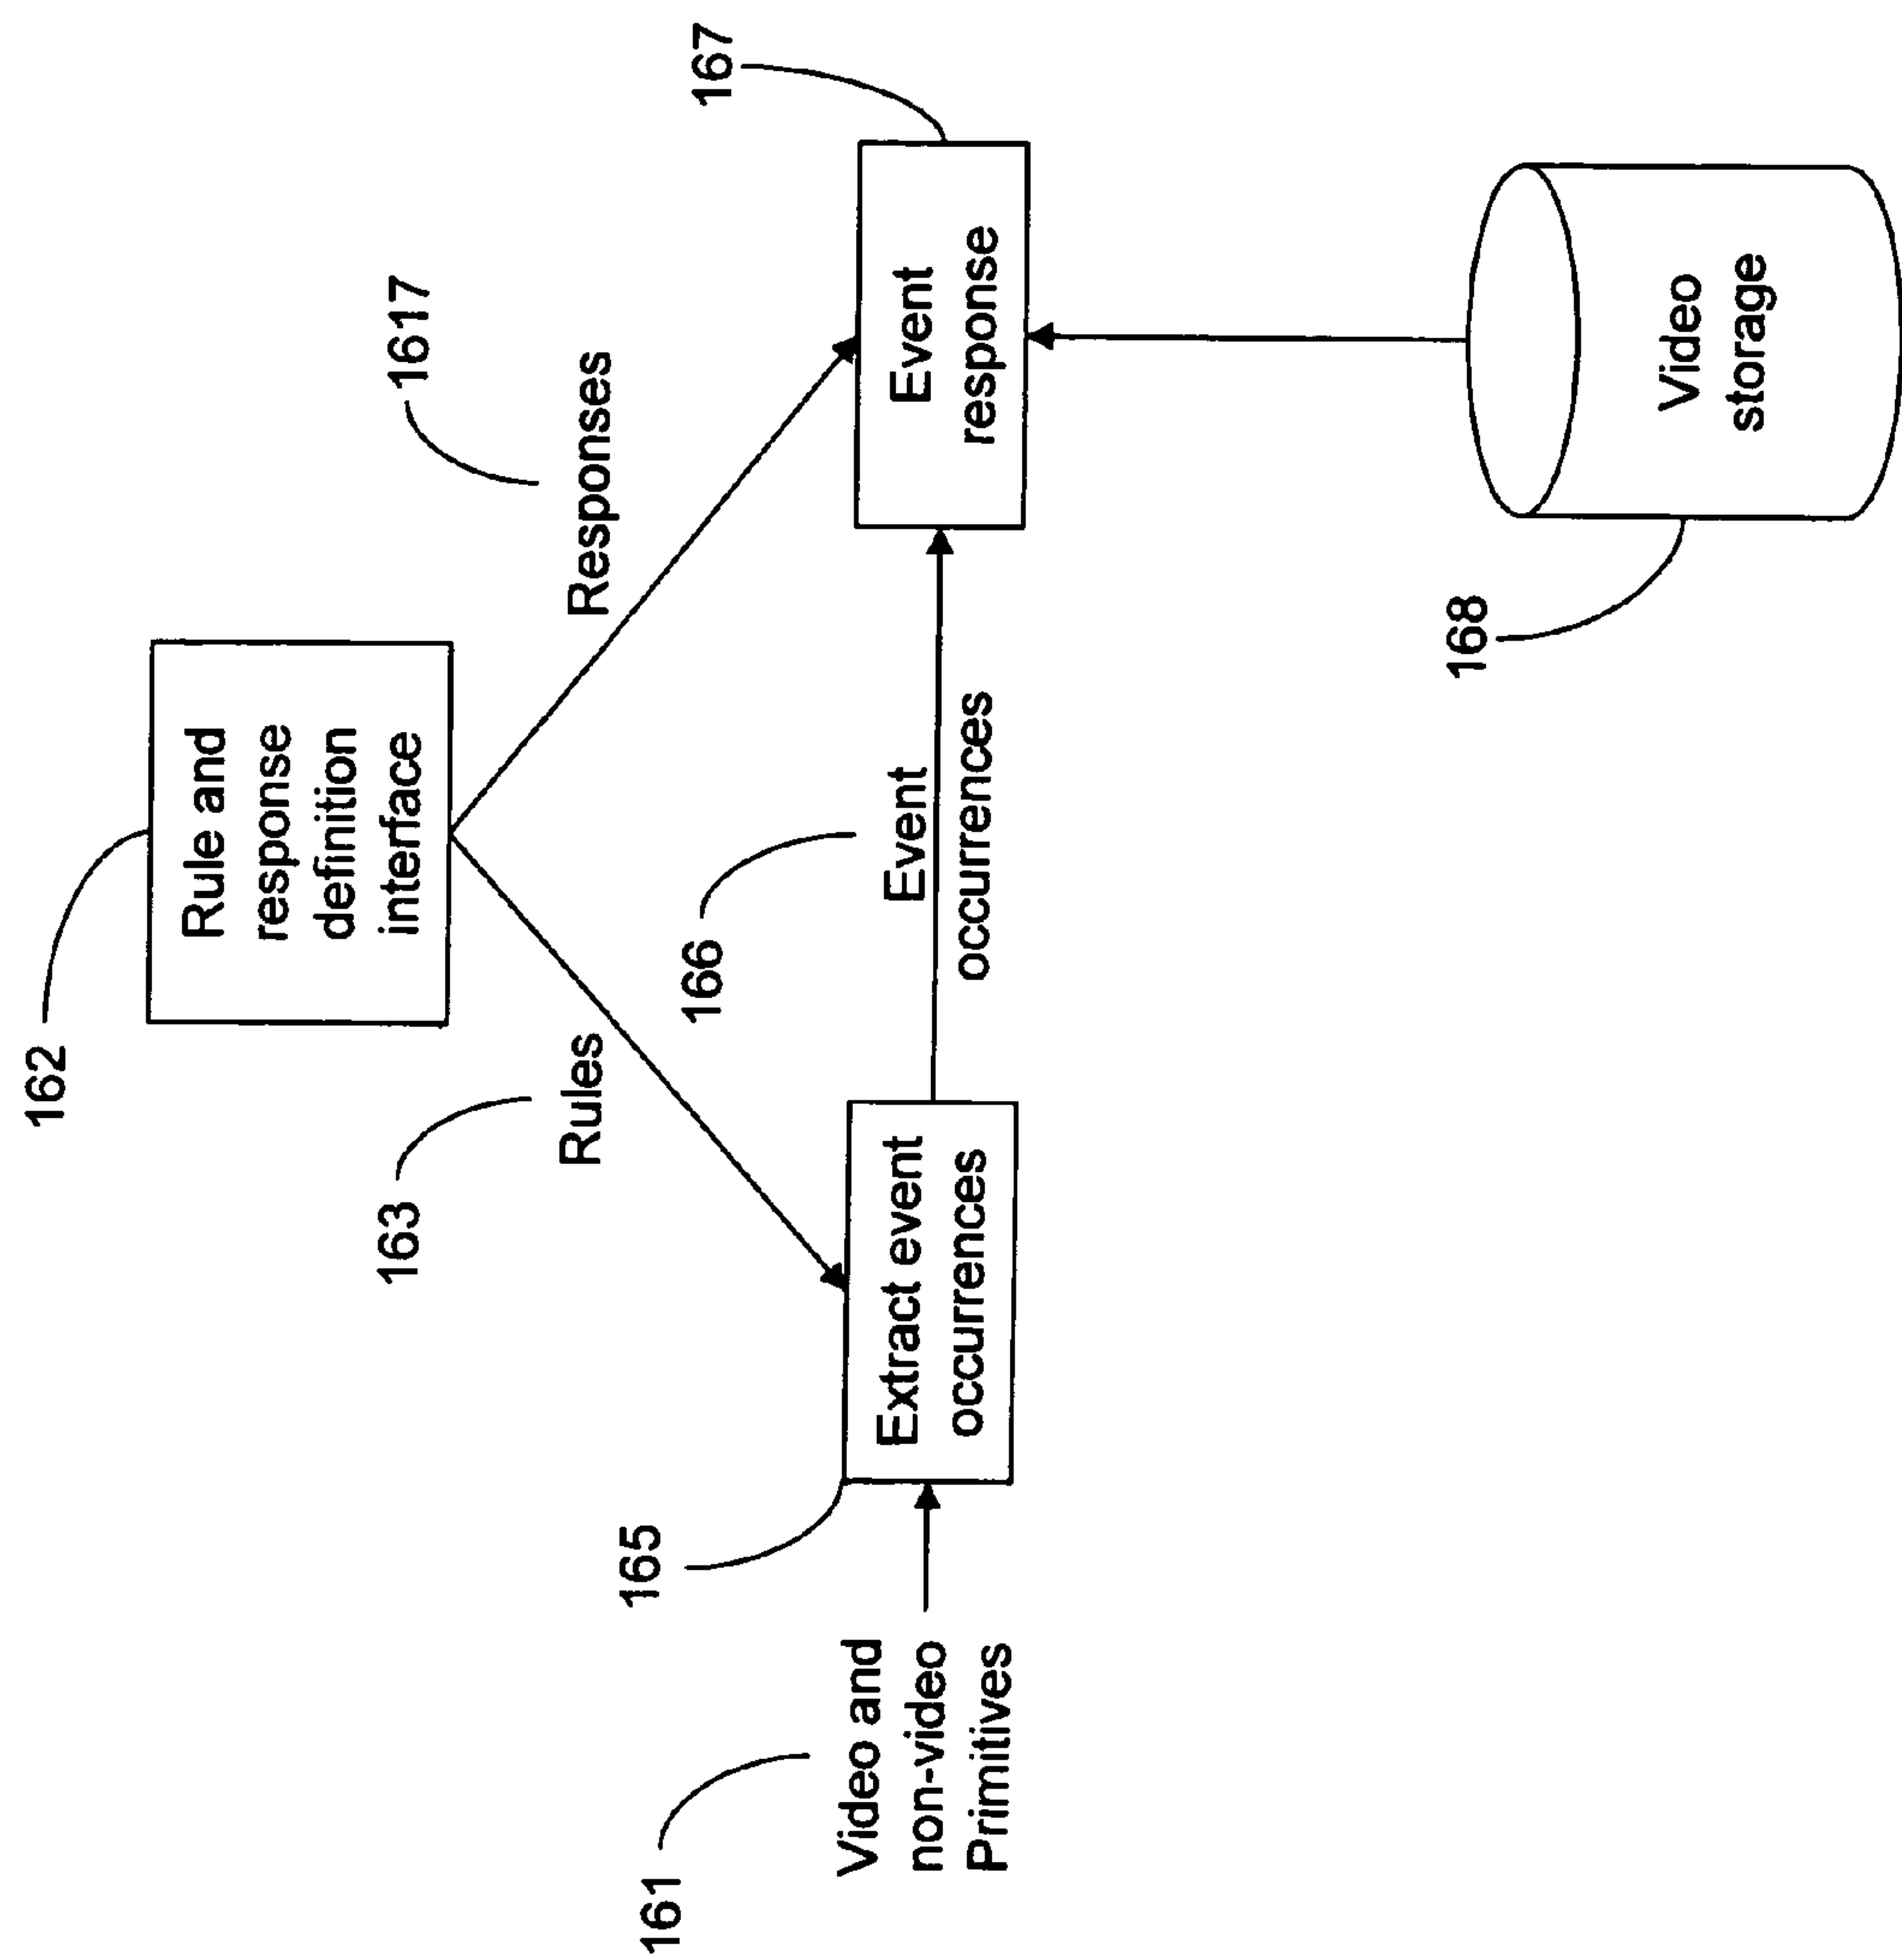 162
Rule and
response
definition
interface
163
Rules
1617
Responses
161
Video and
non-video
Primitives
165
Extract event
occurrences
166
Event
occurrences
167
Event
response
168
Video
storage